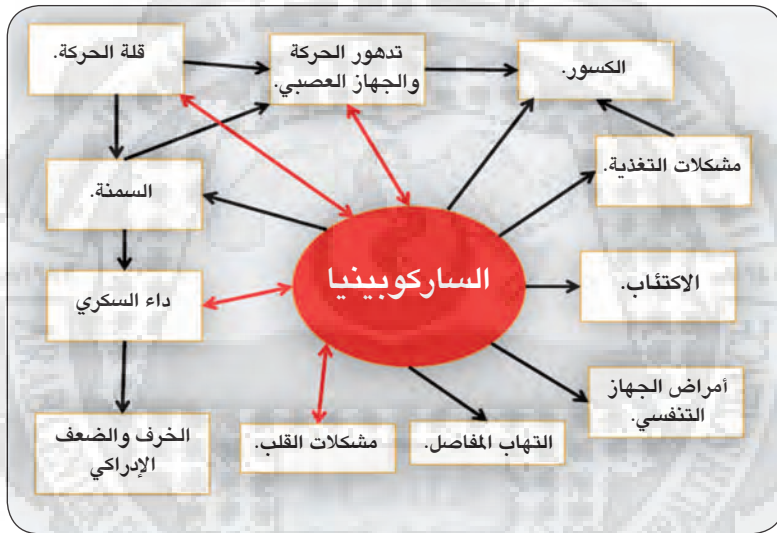 قلة الحركة.
تدهور الحركة
والجهاز العصبي.
الكسور.
مشكلات التغذية.
السمنة.
الساركوبينيا
الاكتئاب.
داء السكري
أمراض الجهاز
التنفسي.
التهاب المفاصل.
مشكلات القلب.
الخرف والضعف
الإدراكي